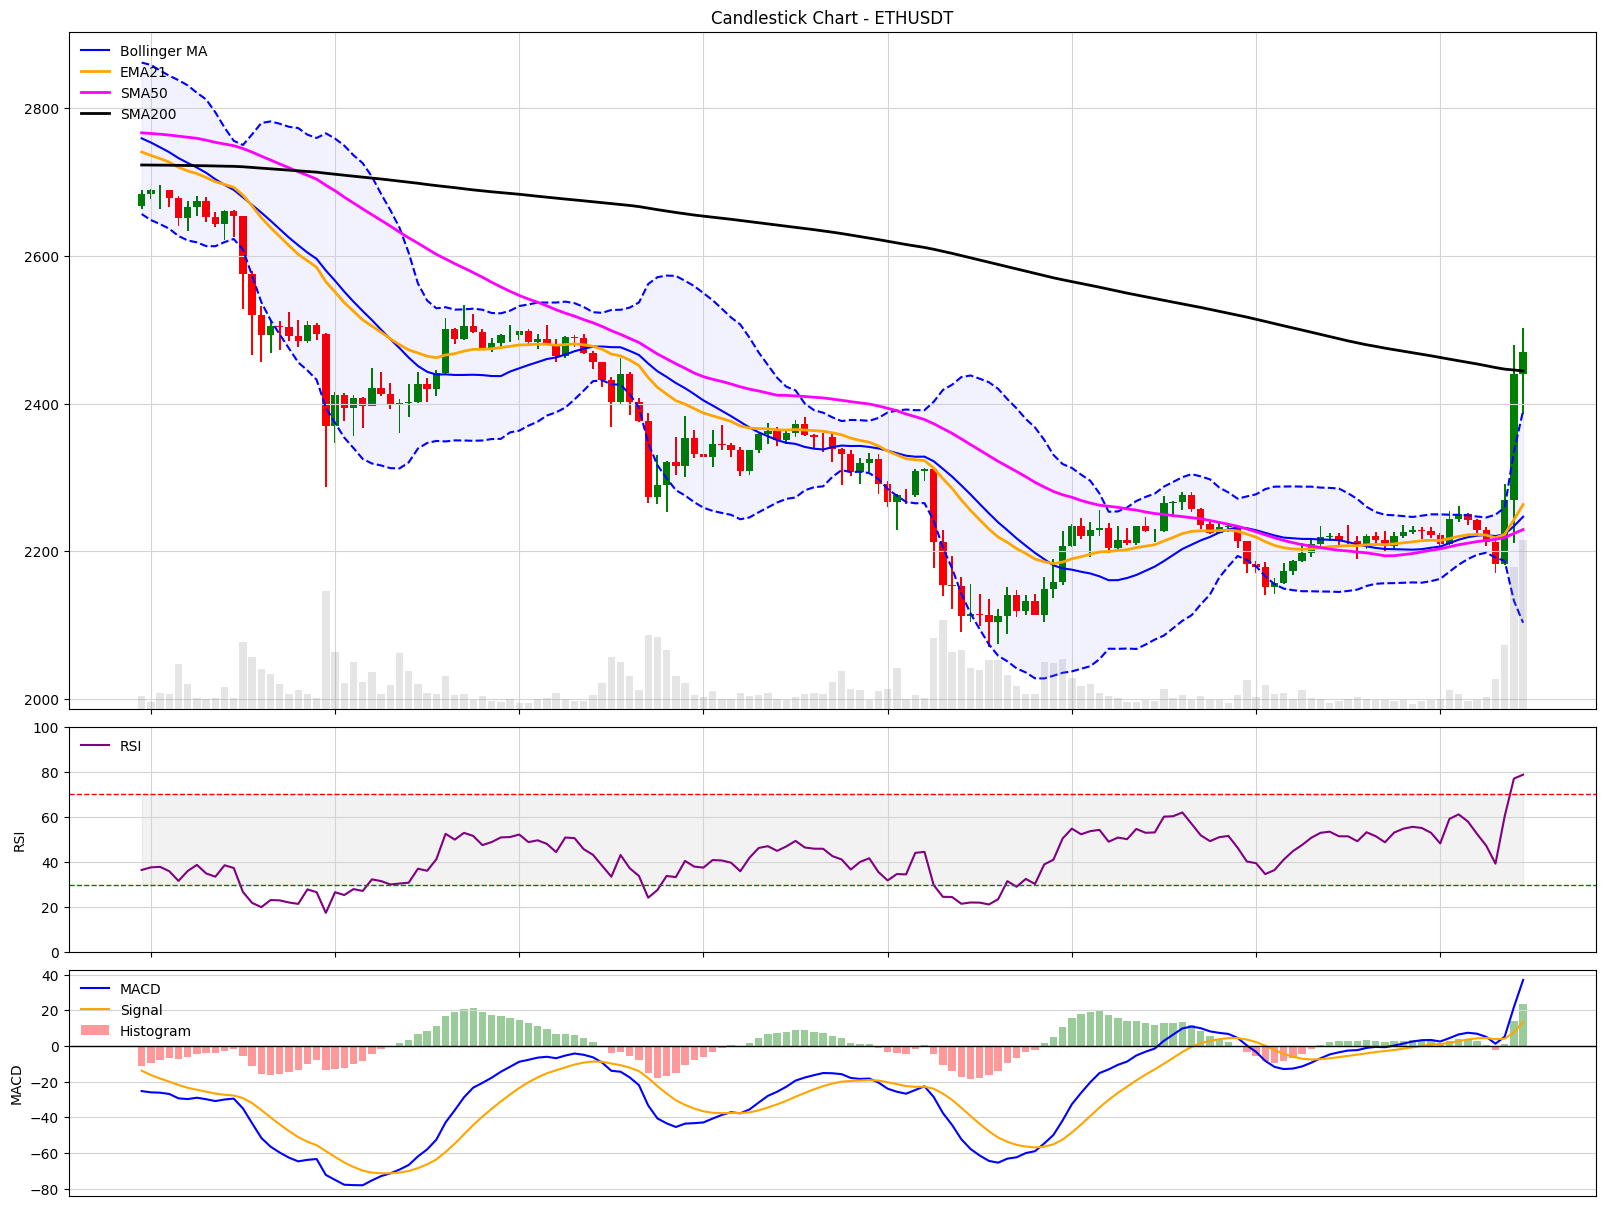 Candlestick Chart - ETHUSDT
Bollinger MA
EMA21
SMA50
SMA200
2800
2600
2400
2200
2000
RSI
100
80
60
40
20
0
RSI
MACD
Signal
Histogram
40
20
0
−20
−40
−60
−80
MACD